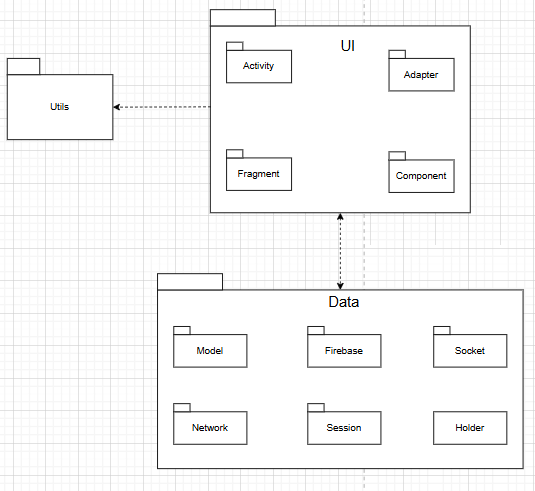 UI
Activity
Adapter
Utils
Fragment
Component
Data
Model
Firebase
Socket
Network
Session
Holder